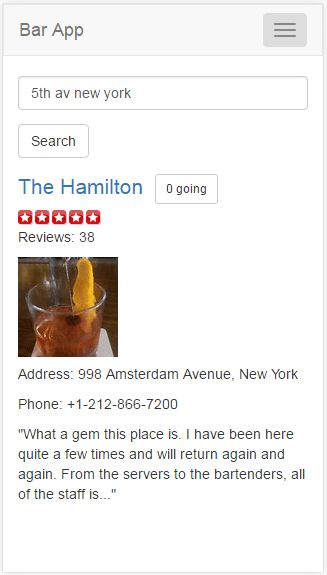 Bar App
5th av new york
Search
The Hamilton 0 going
Reviews: 38
Address: 998 Amsterdam Avenue, New York
Phone: +1-212-866-7200
"What a gem this place is. I have been here
quite a few times and will return again and
again. From the servers to the bartenders, all
of the staff is..."